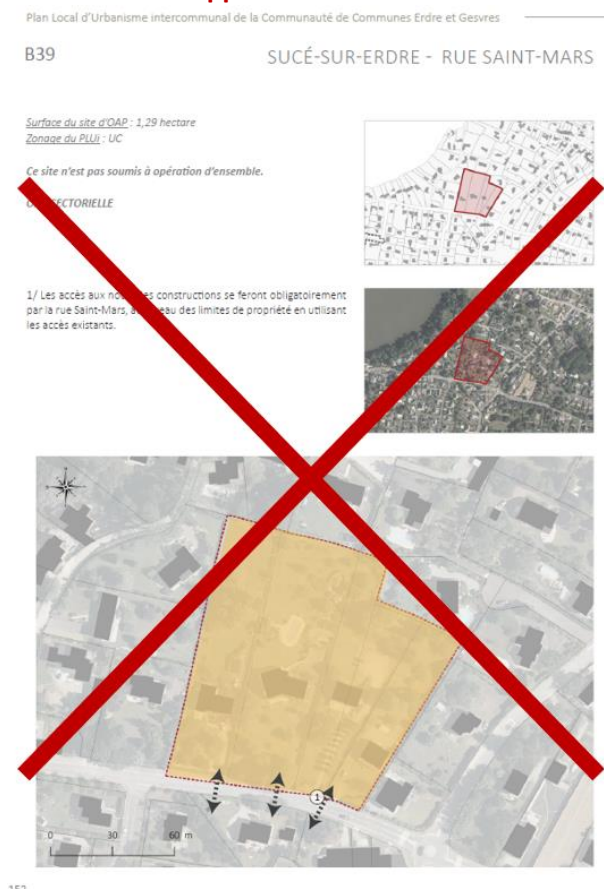 Plan Local d'Urbanisme intercommunal de la Communauté de Communes Erdre et Gesvres
B39
SUCÉ-SUR-ERDRE - RUE SAINT-MARS
Surface du site d'OAP : 1,29 hectare
Zonage du PLUi : UC
Ce site n'est pas soumis à opération d'ensemble.
SECTORIELLE
1/ Les accès aux constructions se feront obligatoirement
par la rue Saint-Mars, des limites de propriété en utilisant
les accès existants.
1
0 30 60 m
152